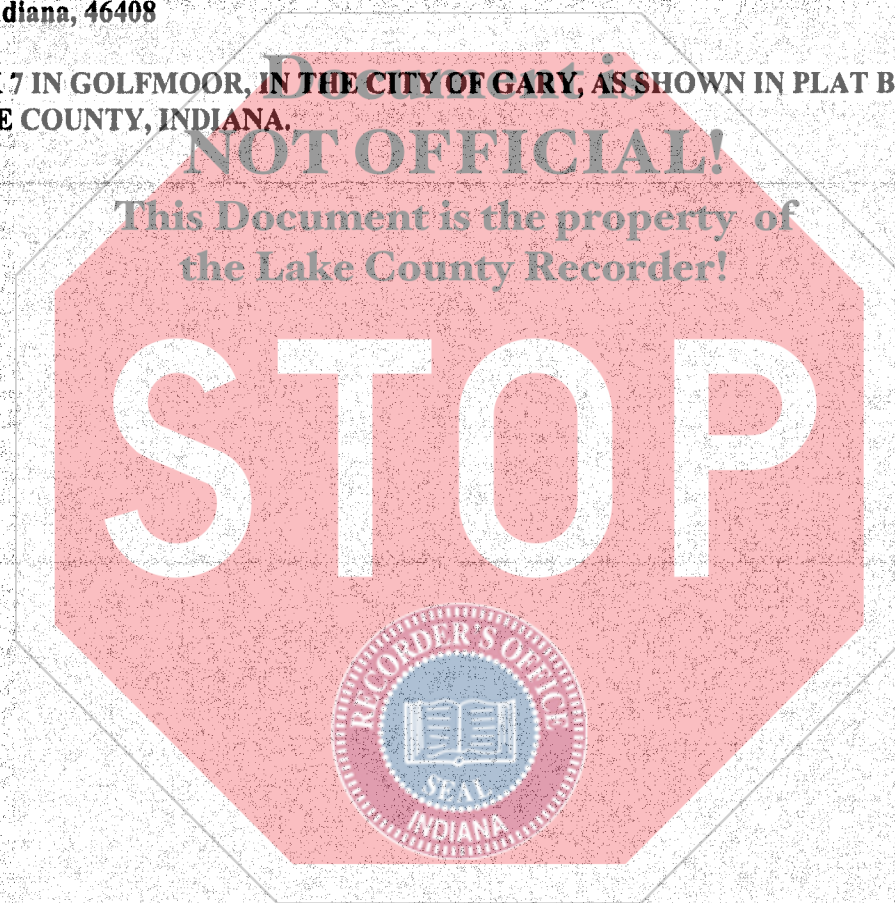 diana, 46408
7 IN GOLFMOOR, IN THE CITY OF GARY, AS SHOWN IN PLAT B
E COUNTY, INDIANA.
Document is
NOT OFFICIAL!
This Document is the property of
the Lake County Recorder!
STOP
RECORDER'S OFFICE
SEAL
INDIANA